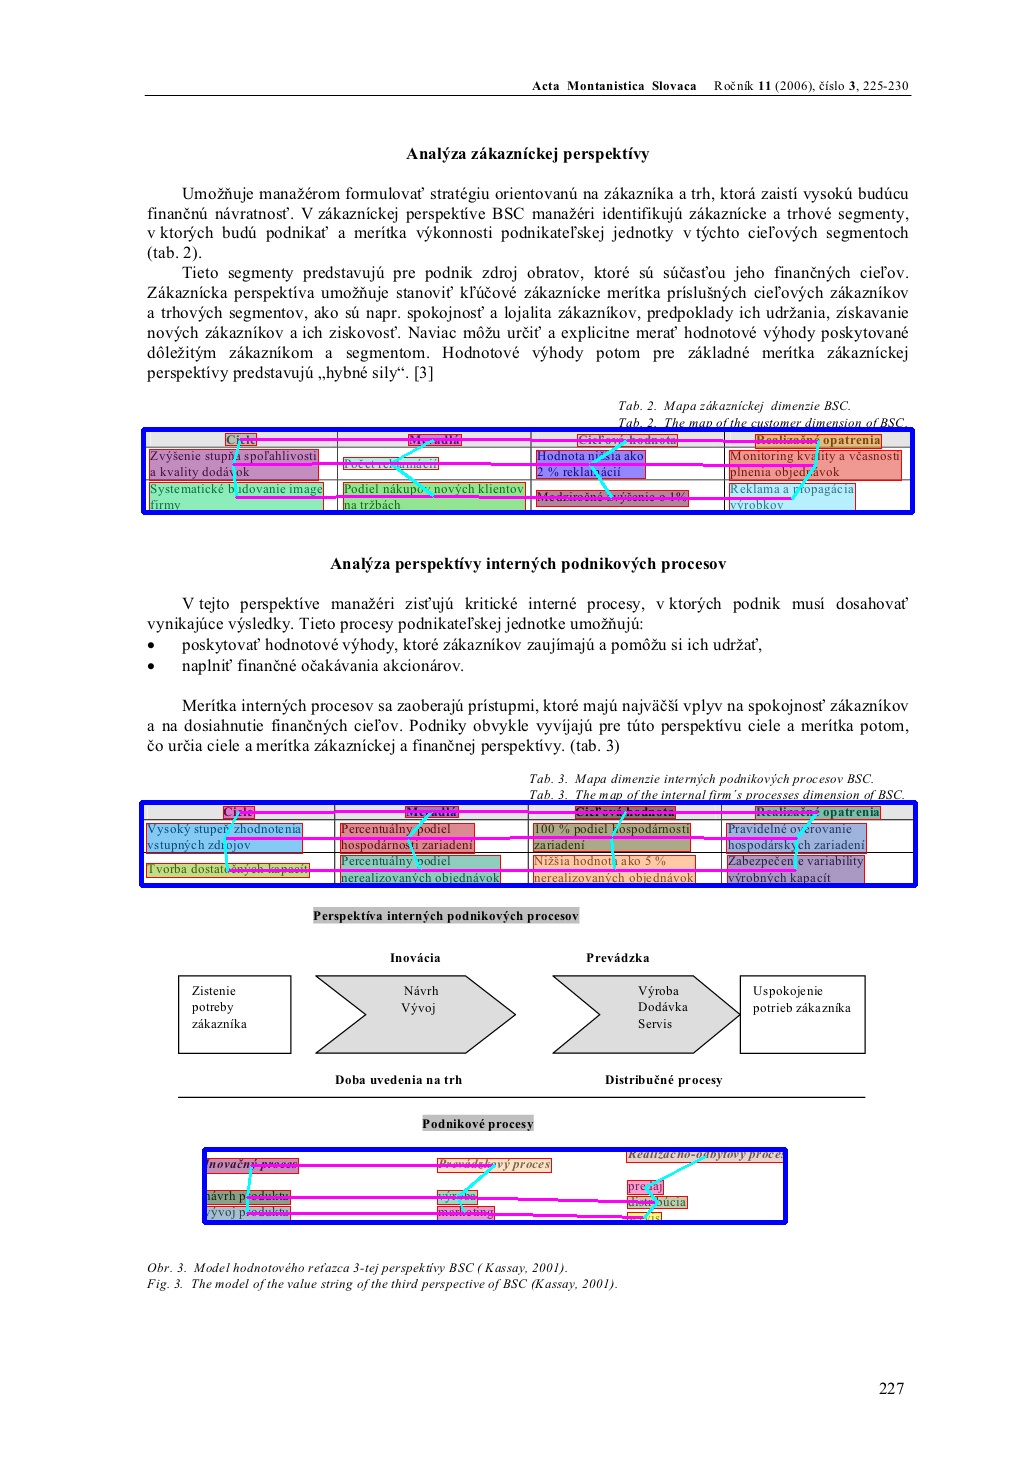 Acta Montanistica Slovaca Ročník 11 (2006), číslo 3, 225-230
Analýza zákazníckej perspektívy
Umožňuje manažérom formulovať stratégiu orientovanú na zákazníka a trh, ktorá zaistí vysokú budúcu
finančnú návratnosť. V zákazníckej perspektíve BSC manažéri identifikujú zákaznícke a trhové segmenty,
v ktorých budú podnikať a merítka výkonnosti podnikateľskej jednotky v týchto cieľových segmentoch
(tab. 2).
Tieto segmenty predstavujú pre podnik zdroj obratov, ktoré sú súčasťou jeho finančných cieľov.
Zákaznícka perspektíva umožňuje stanoviť kľúčové zákaznícke merítka príslušných cieľových zákazníkov
a trhových segmentov, ako sú napr. spokojnosť a lojalita zákazníkov, predpoklady ich udržania, získavanie
nových zákazníkov a ich ziskovosť. Naviac môžu určiť a explicitne merať hodnotové výhody poskytované
dôležitým zákazníkom a segmentom. Hodnotové výhody potom pre základné merítka zákazníckej
perspektívy predstavujú „hybné sily“. [3]
Tab. 2. Mapa zákazníckej dimenzie BSC.
Tab. 2. The map of the customer dimension of BSC.
Ciele Meradlá Cieľová hodnota Realizačné opatrenia
Zvýšenie stupňa spoľahlivosti Hodnota nižšia ako Monitoring kvality a včasnosti
a kvality dodávok Počet reklamácií 2 % reklamácií plnenia objednávok
Systematické budovanie image Podiel nákupov nových klientov Medziročné zvýšenie o 1% Reklama a propagácia
firmy na tržbách výrobkov
Analýza perspektívy interných podnikových procesov
V tejto perspektíve manažéri zisťujú kritické interné procesy, v ktorých podnik musí dosahovať
vynikajúce výsledky. Tieto procesy podnikateľskej jednotke umožňujú:
• poskytovať hodnotové výhody, ktoré zákazníkov zaujímajú a pomôžu si ich udržať,
• naplniť finančné očakávania akcionárov.
Merítka interných procesov sa zaoberajú prístupmi, ktoré majú najväčší vplyv na spokojnosť zákazníkov
a na dosiahnutie finančných cieľov. Podniky obvykle vyvíjajú pre túto perspektívu ciele a merítka potom,
čo určia ciele a merítka zákazníckej a finančnej perspektívy. (tab. 3)
Tab. 3. Mapa dimenzie interných podnikových procesov BSC.
Tab. 3. The map of the internal firm´s processes dimension of BSC.
Ciele Meradlá Cieľová hodnota Realizačné opatrenia
Vysoký stupeň zhodnotenia Percentuálny podiel 100 % podiel hospodárnosti Pravidelné overovanie
vstupných zdrojov hospodárnosti zariadení zariadení hospodárskych zariadení
Tvorba dostatočných kapacít Percentuálny podiel Nižšia hodnota ako 5 % Zabezpečenie variability
nerealizovaných objednávok nerealizovaných objednávok výrobných kapacít
Perspektíva interných podnikových procesov
Inovácia Prevádzka
Zistenie Návrh Výroba Uspokojenie
potreby Vývoj Dodávka potrieb zákazníka
zákazníka Servis
Doba uvedenia na trh Distribučné procesy
Podnikové procesy
Inovačný proces Prevádzkový proces Realizačno-odbytový proces
návrh produktu výroba predaj
vývoj produktu marketing distribúcia
servis
Obr. 3. Model hodnotového reťazca 3-tej perspektívy BSC ( Kassay, 2001).
Fig. 3. The model of the value string of the third perspective of BSC (Kassay, 2001).
227